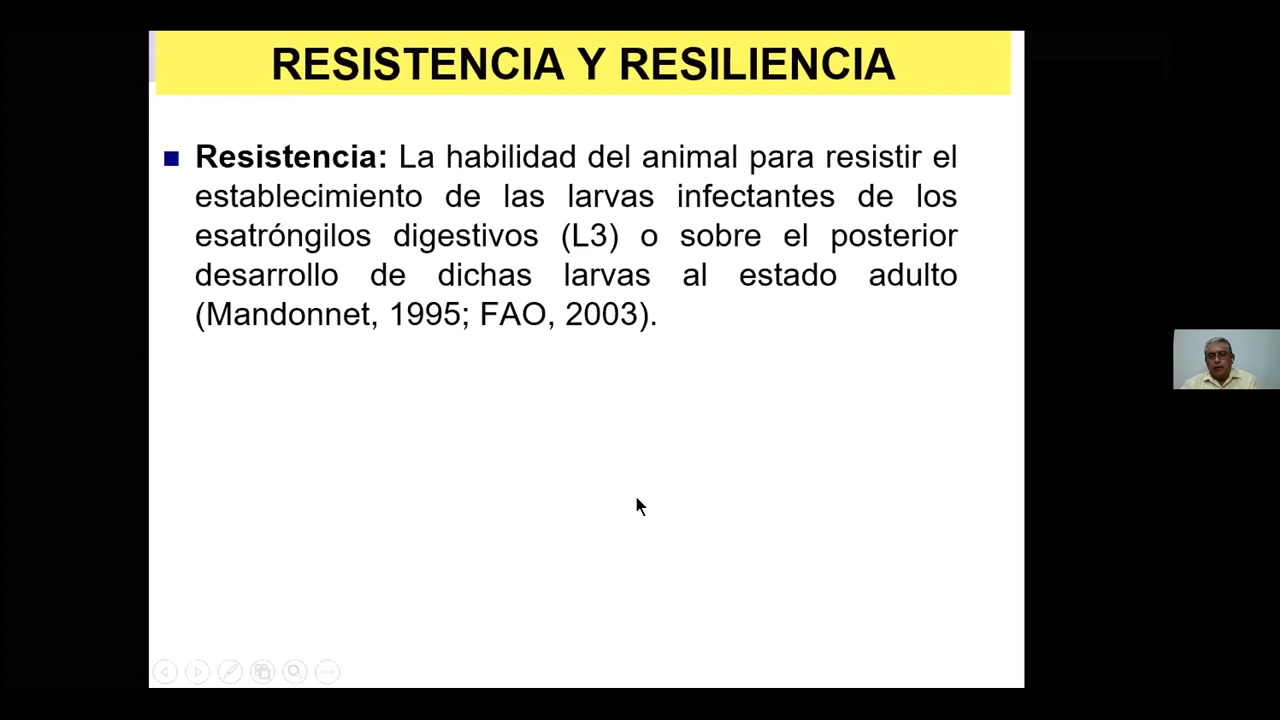 RESISTENCIA Y RESILIENCIA
Resistencia: La habilidad del animal para resistir el
establecimiento de las larvas infectantes de los
esatróngilos digestivos (L3) o sobre el posterior
desarrollo de dichas larvas al estado adulto
(Mandonnet, 1995; FAO, 2003).